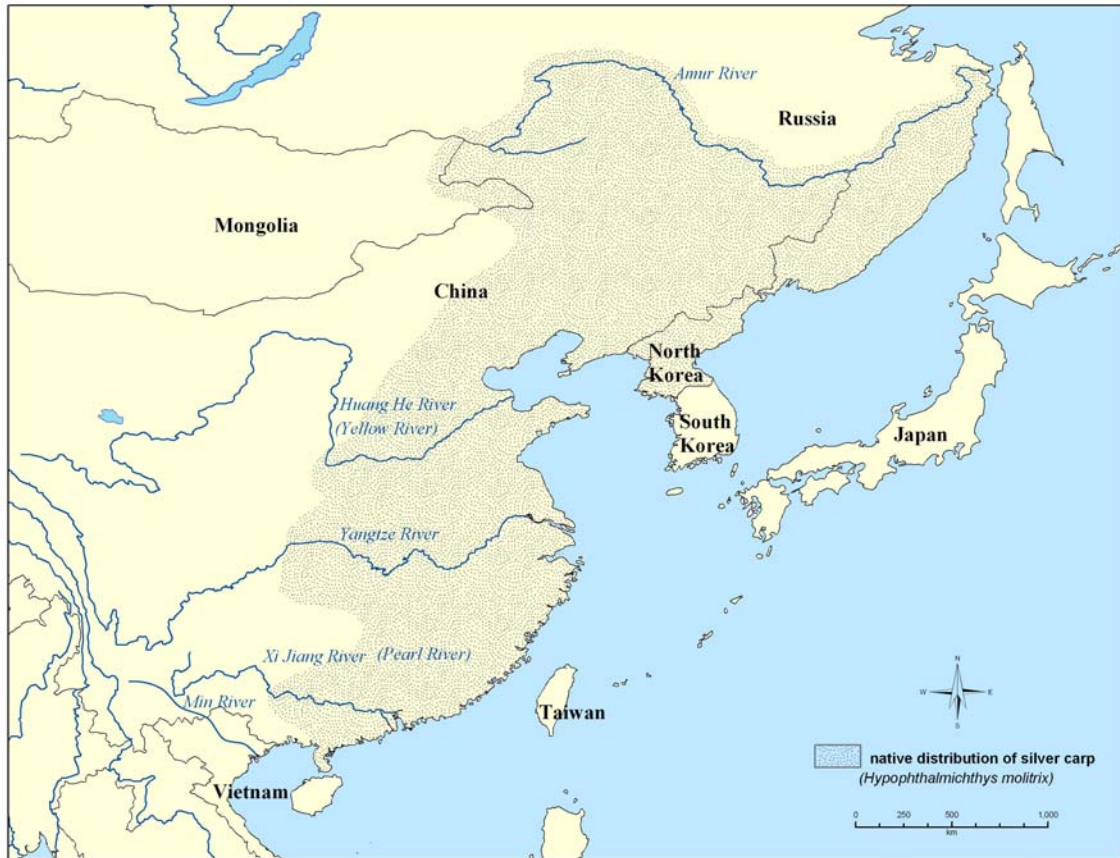 Amur River
Russia
Mongolia
China
North
Korea
Huang He River
(Yellow River)
South
Korea
Japan
Yangtze River
Xi Jiang River (Pearl River)
Min River
Taiwan
Vietnam
N
W
E
S
native distribution of silver carp
(Hypophthalmichthys molitrix)
0 250 500 1,000
km